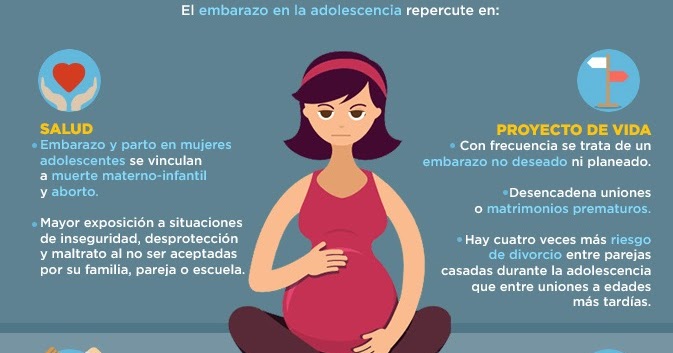 El embarazo en la adolescencia repercute en:
SALUD
• Embarazo y parto en mujeres
adolescentes se vinculan
a muerte materno-infantil
y aborto.
• Mayor exposición a situaciones
de inseguridad, desprotección
y maltrato al no ser aceptadas
por su familia, pareja o escuela.
PROYECTO DE VIDA
• Con frecuencia se trata de un
embarazo no deseado ni planeado.
•Desencadena uniones
o matrimonios prematuros.
• Hay cuatro veces más riesgo
de divorcio entre parejas
casadas durante la adolescencia
que entre uniones a edades
más tardías.